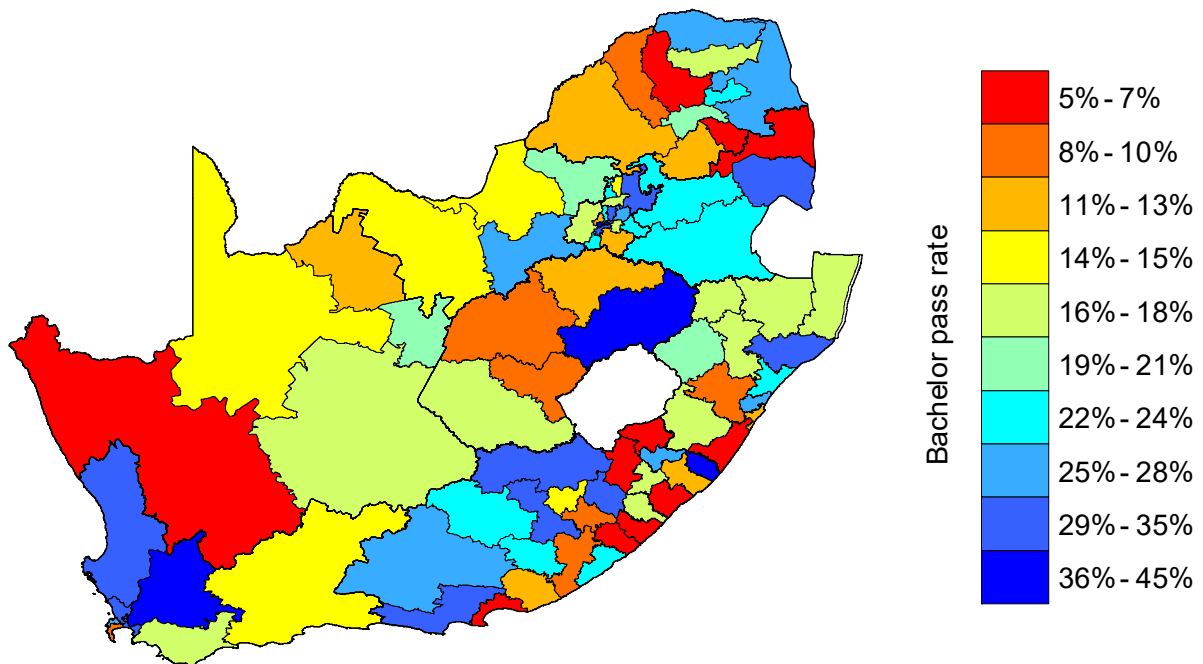 Bachelor pass rate
5% - 7%
8% - 10%
11% - 13%
14% - 15%
16% - 18%
19% - 21%
22% - 24%
25% - 28%
29% - 35%
36% - 45%